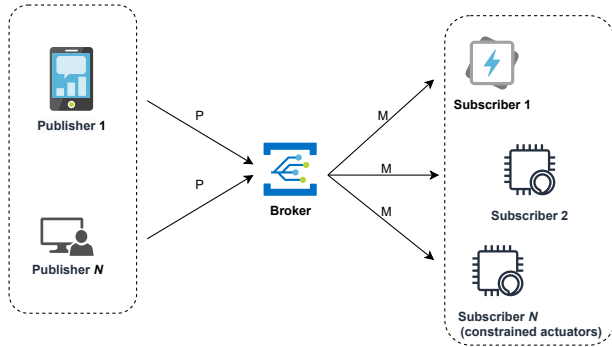 Publisher 1
Publisher N
P
P
Broker
M
M
M
Subscriber 1
Subscriber 2
Subscriber N
(constrained actuators)